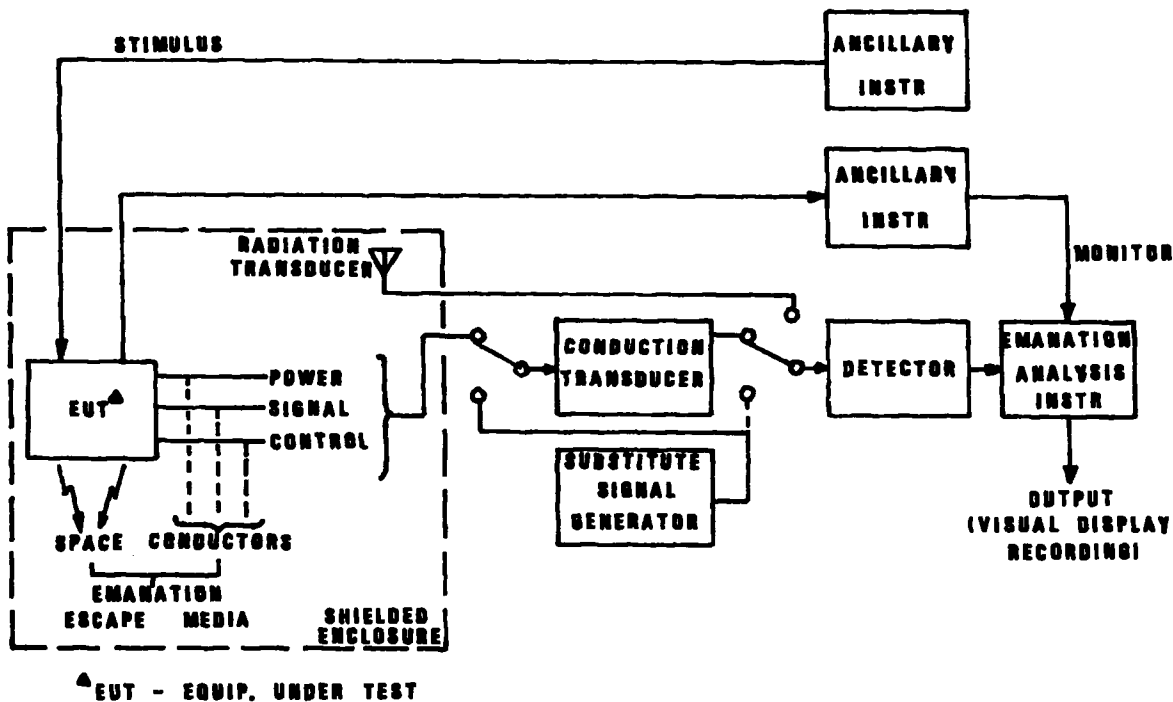 STIMULUS
ANCILLARY
INSTR
ANCILLARY
INSTR
MONITOR
RADIATION
TRANSDUCER
EUT▲
POWER
SIGNAL
CONTROL
CONDUCTION
TRANSDUCER
DETECTOR
EMANATION
ANALYSIS
INSTR
SUBSTITUTE
SIGNAL
GENERATOR
OUTPUT
(VISUAL DISPLAY
RECORDING)
SPACE CONDUCTORS
EMANATION
ESCAPE MEDIA
SHIELDED
ENCLOSURE
▲EUT - EQUIP. UNDER TEST